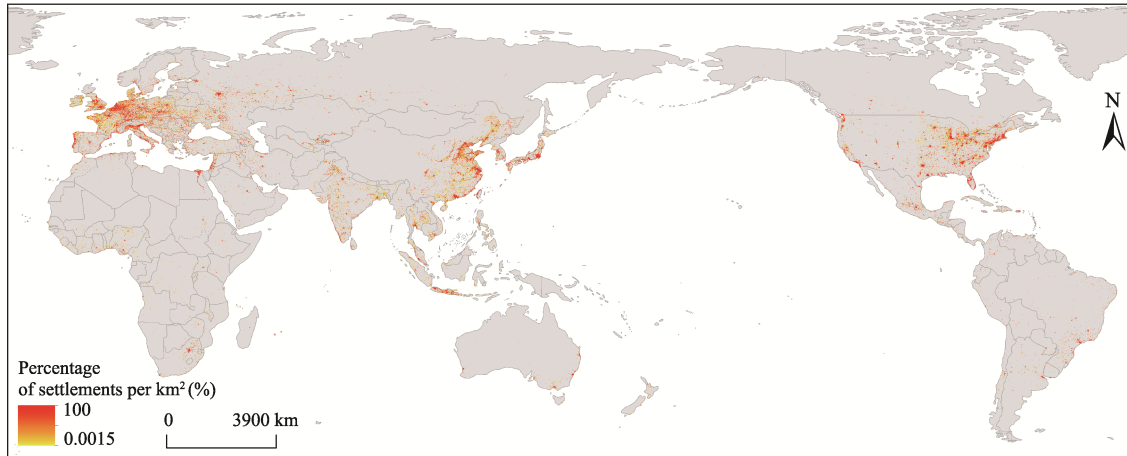 N
Percentage
of settlements per km² (%)
100
0.0015
0 3900 km